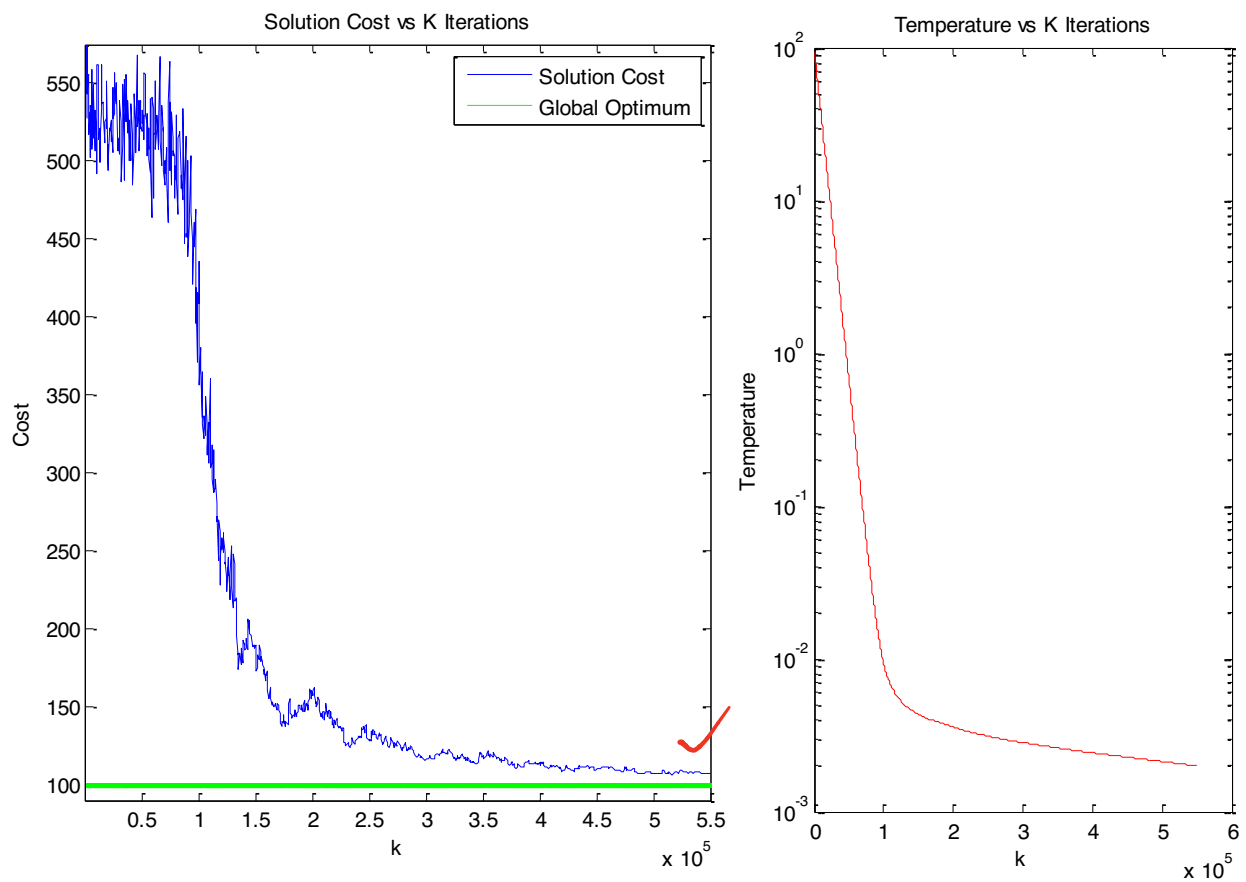 Solution Cost vs K Iterations
550
500
450
400
350
300
250
200
150
100
Cost
Solution Cost
Global Optimum
0.5 1 1.5 2 2.5 3 3.5 4 4.5 5 5.5
k
x 10^5
Temperature vs K Iterations
10^2
10^1
10^0
10^-1
10^-2
10^-3
Temperature
0 1 2 3 4 5 6
k
x 10^5